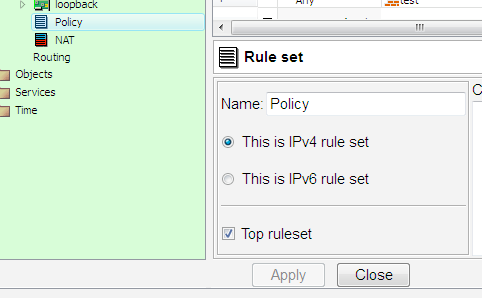 loopback
Policy
NAT
Routing
Objects
Services
Time
Any
test
Rule set
Name: Policy
This is IPv4 rule set
This is IPv6 rule set
Top ruleset
Apply
Close